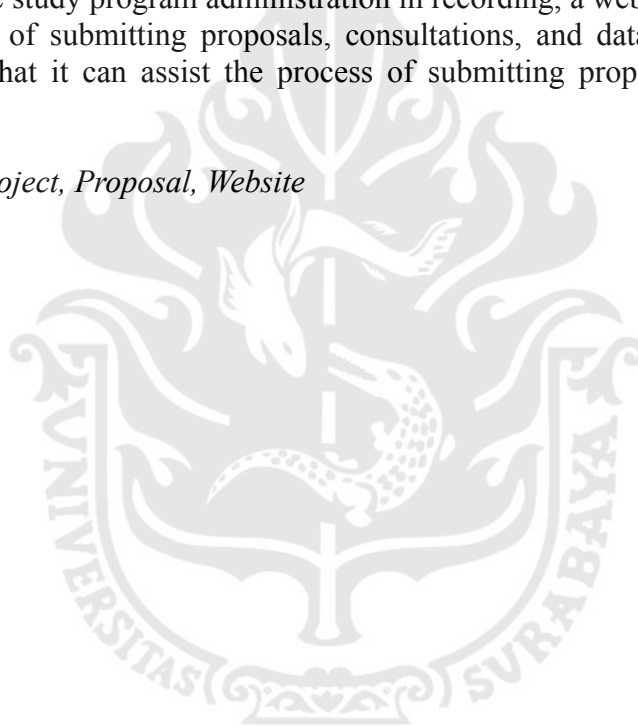 e study program administration in recording, a web
of submitting proposals, consultations, and data
hat it can assist the process of submitting prop
oject, Proposal, Website
UNIVERSITAS SURABAYA